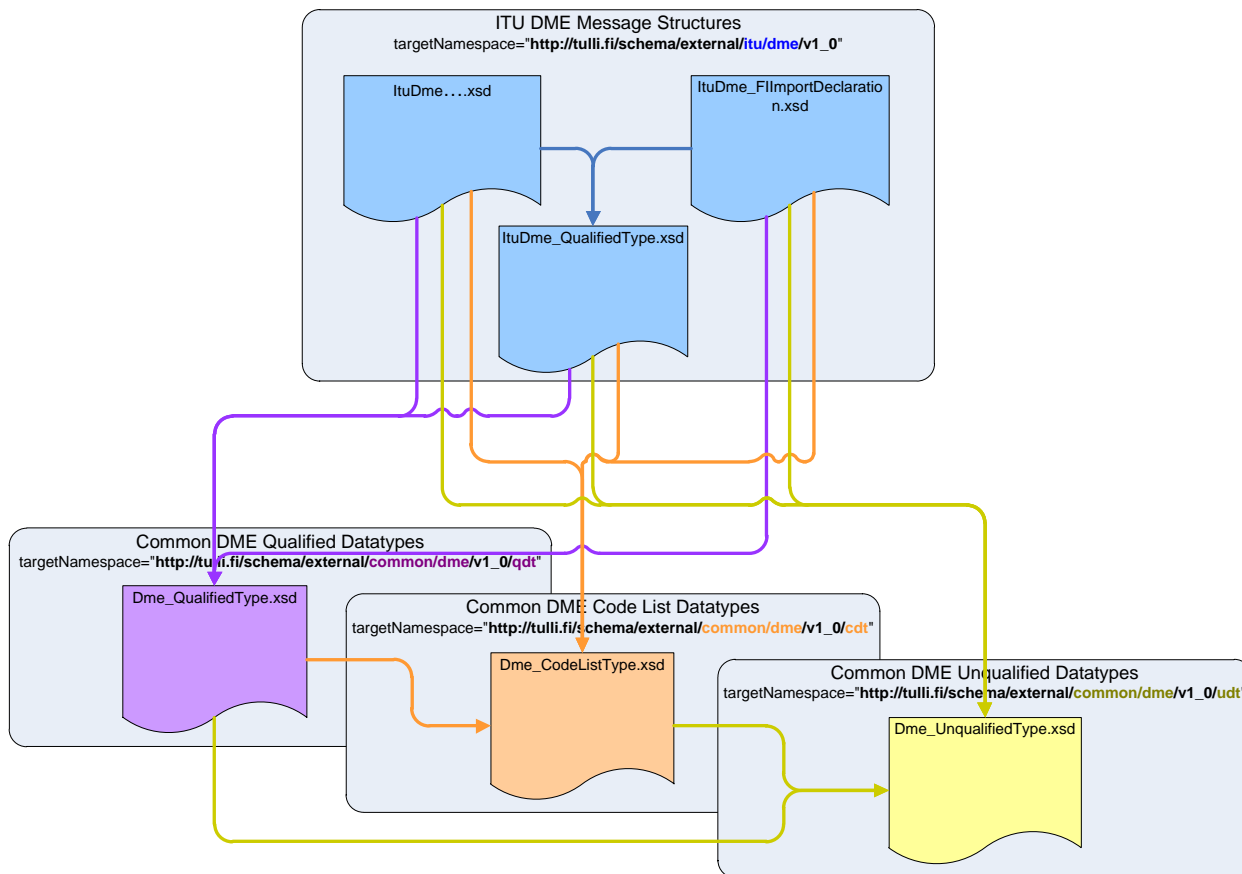 ITU DME Message Structures
targetNamespace="http://tulli.fi/schema/external/itu/dme/v1_0"
ItuDme….xsd
ItuDme_FIImportDeclaratio
n.xsd
ItuDme_QualifiedType.xsd
Common DME Qualified Datatypes
targetNamespace="http://tulli.fi/schema/external/common/dme/v1_0/qdt"
Dme_QualifiedType.xsd
Common DME Code List Datatypes
targetNamespace="http://tulli.fi/schema/external/common/dme/v1_0/cdt"
Dme_CodeListType.xsd
Common DME Unqualified Datatypes
targetNamespace="http://tulli.fi/schema/external/common/dme/v1_0/udt"
Dme_UnqualifiedType.xsd